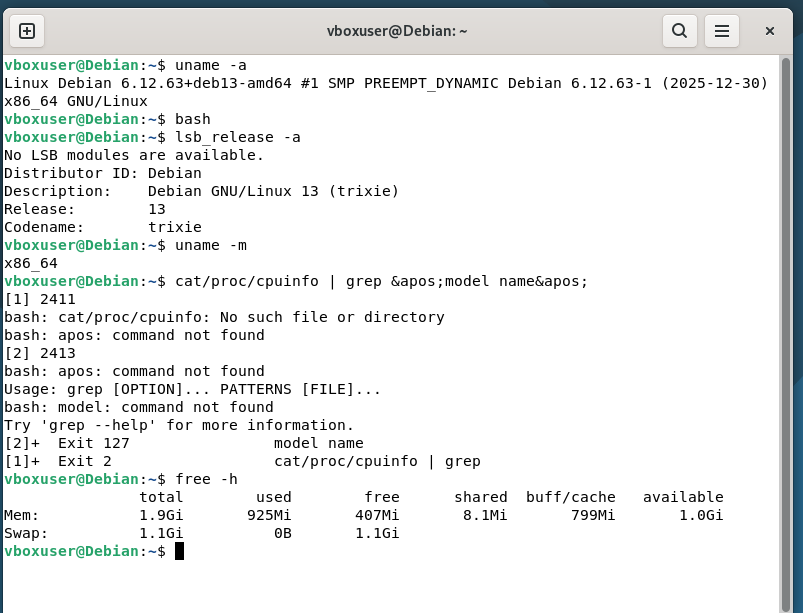 vboxuser@Debian: ~
vboxuser@Debian:~$ uname -a
Linux Debian 6.12.63+deb13-amd64 #1 SMP PREEMPT_DYNAMIC Debian 6.12.63-1 (2025-12-30)
x86_64 GNU/Linux
vboxuser@Debian:~$ bash
vboxuser@Debian:~$ lsb_release -a
No LSB modules are available.
Distributor ID: Debian
Description:    Debian GNU/Linux 13 (trixie)
Release:        13
Codename:       trixie
vboxuser@Debian:~$ uname -m
x86_64
vboxuser@Debian:~$ cat/proc/cpuinfo | grep &apos;model name&apos;
[1] 2411
bash: cat/proc/cpuinfo: No such file or directory
bash: apos: command not found
[2] 2413
bash: apos: command not found
Usage: grep [OPTION]... PATTERNS [FILE]...
bash: model: command not found
Try 'grep --help' for more information.
[2]+  Exit 127                model name
[1]+  Exit 2                  cat/proc/cpuinfo | grep
vboxuser@Debian:~$ free -h
               total        used        free      shared  buff/cache   available
Mem:           1.9Gi       925Mi       407Mi       8.1Mi       799Mi       1.0Gi
Swap:          1.1Gi          0B       1.1Gi
vboxuser@Debian:~$